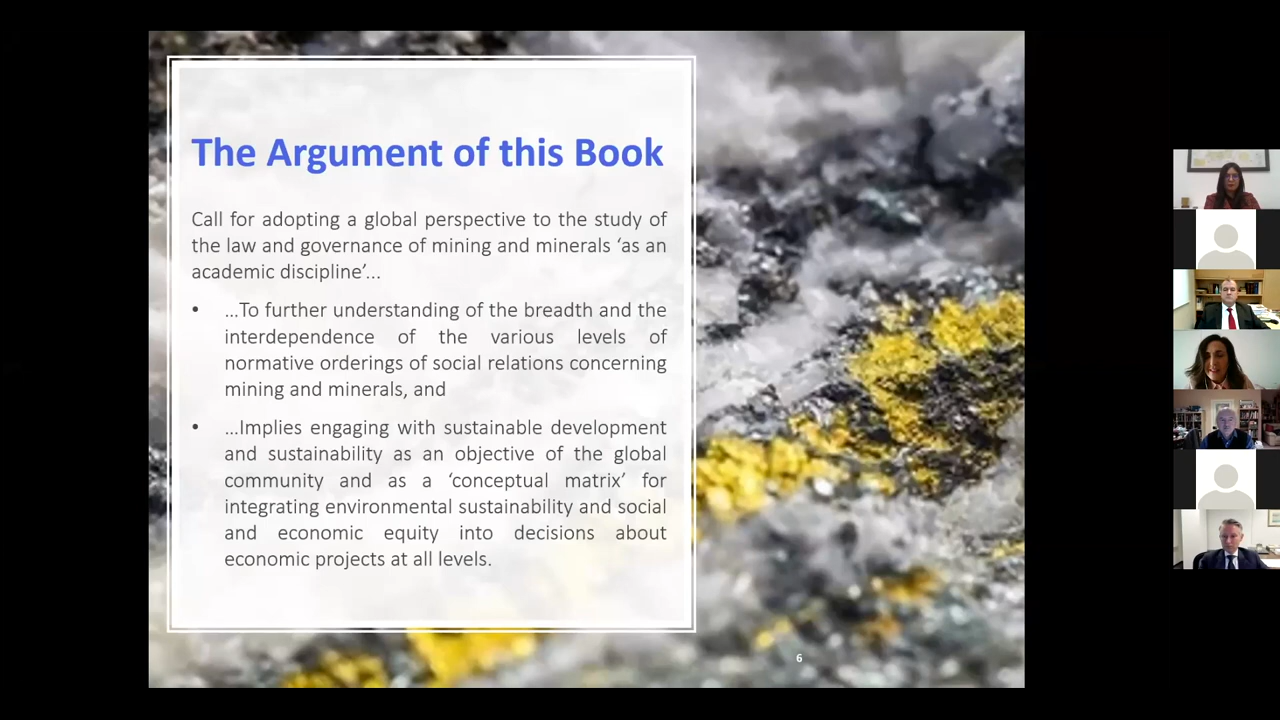 The Argument of this Book
Call for adopting a global perspective to the study of
the law and governance of mining and minerals ‘as an
academic discipline’...
• ...To further understanding of the breadth and the
interdependence of the various levels of
normative orderings of social relations concerning
mining and minerals, and
• ...Implies engaging with sustainable development
and sustainability as an objective of the global
community and as a ‘conceptual matrix’ for
integrating environmental sustainability and social
and economic equity into decisions about
economic projects at all levels.
6